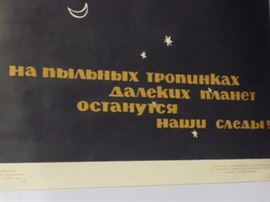 на пыльных тропинках
далеких планет
останутся
наши следы!